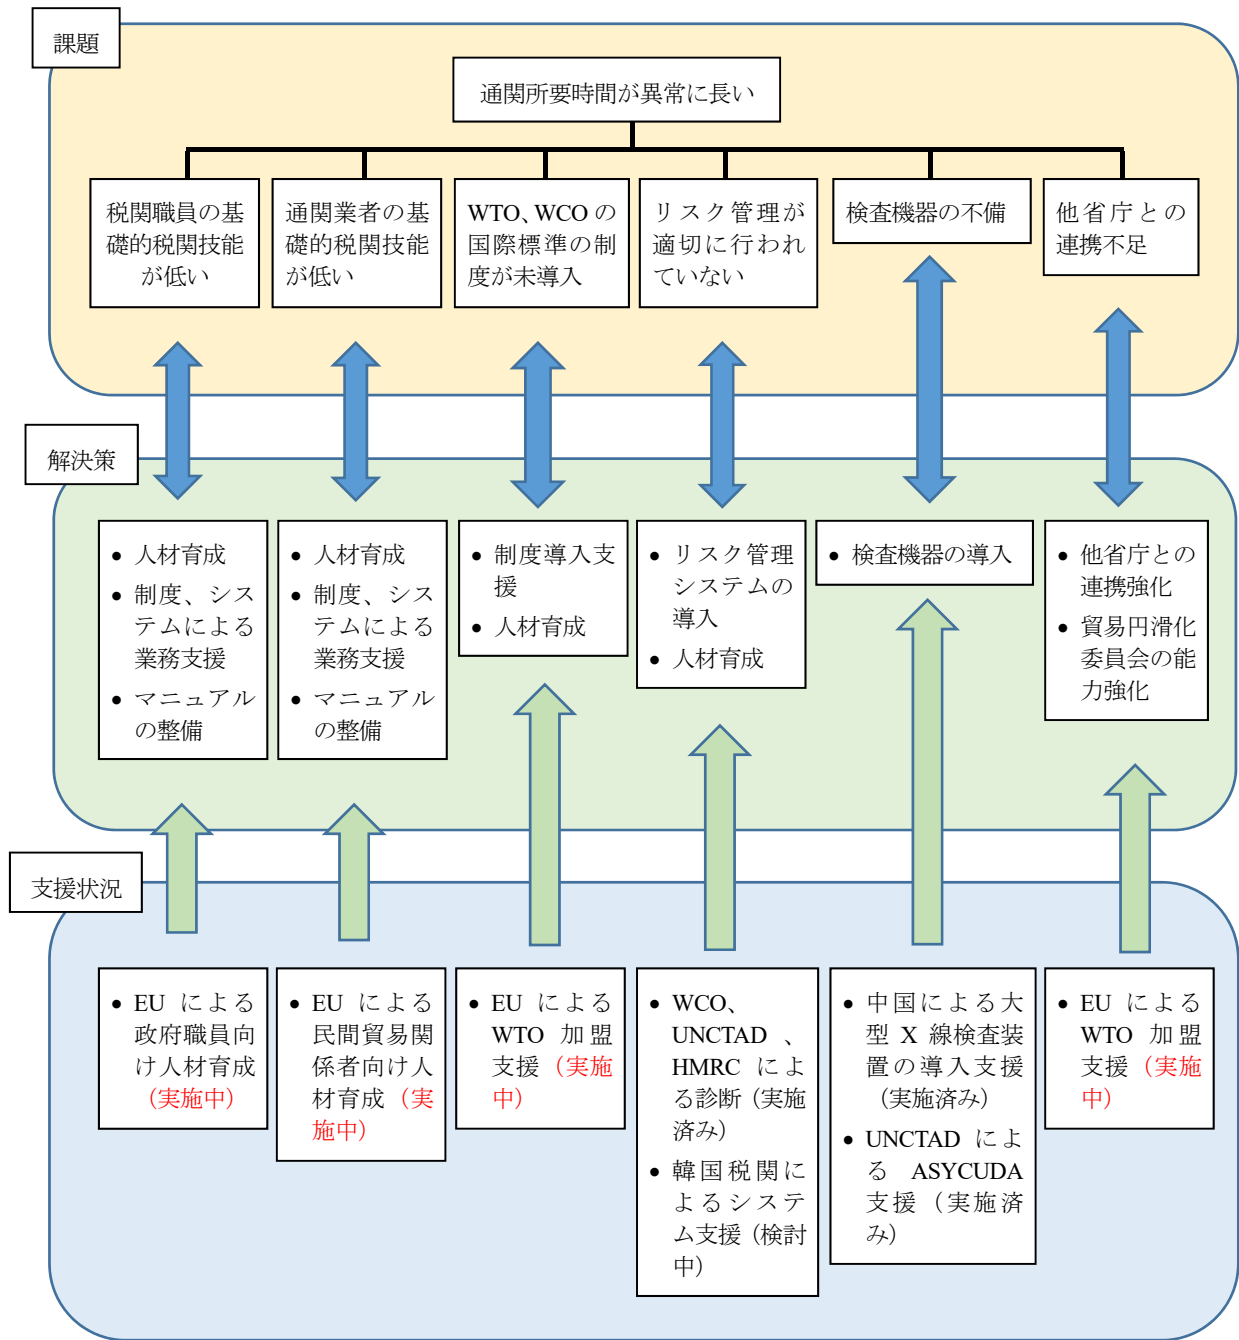 課題
通関所要時間が異常に長い
税関職員の基
礎的税関技能
が低い
通関業者の基
礎的税関技能
が低い
WTO、WCO の
国際標準の制
度が未導入
リスク管理が
適切に行われ
ていない
検査機器の不備
他省庁との
連携不足
解決策
• 人材育成
• 制度、シス
テムによる
業務支援
• マニュアル
の整備
• 人材育成
• 制度、シス
テムによる
業務支援
• マニュアル
の整備
• 制度導入支
援
• 人材育成
• リスク管理
システムの
導入
• 人材育成
• 検査機器の導入
• 他省庁との
連携強化
• 貿易円滑化
委員会の能
力強化
支援状況
• EU による
政府職員向
け人材育成
（実施中）
• EU による
民間貿易関
係者向け人
材育成（実
施中）
• EU による
WTO 加盟
支援（実施
中）
• WCO、
UNCTAD 、
HMRC によ
る診断（実施
済み）
• 韓国税関に
よるシステ
ム支援（検討
中）
• 中国による大
型 X 線検査装
置の導入支援
（実施済み）
• UNCTAD によ
る ASYCUDA
支援（実施済
み）
• EU による
WTO 加盟
支援（実施
中）